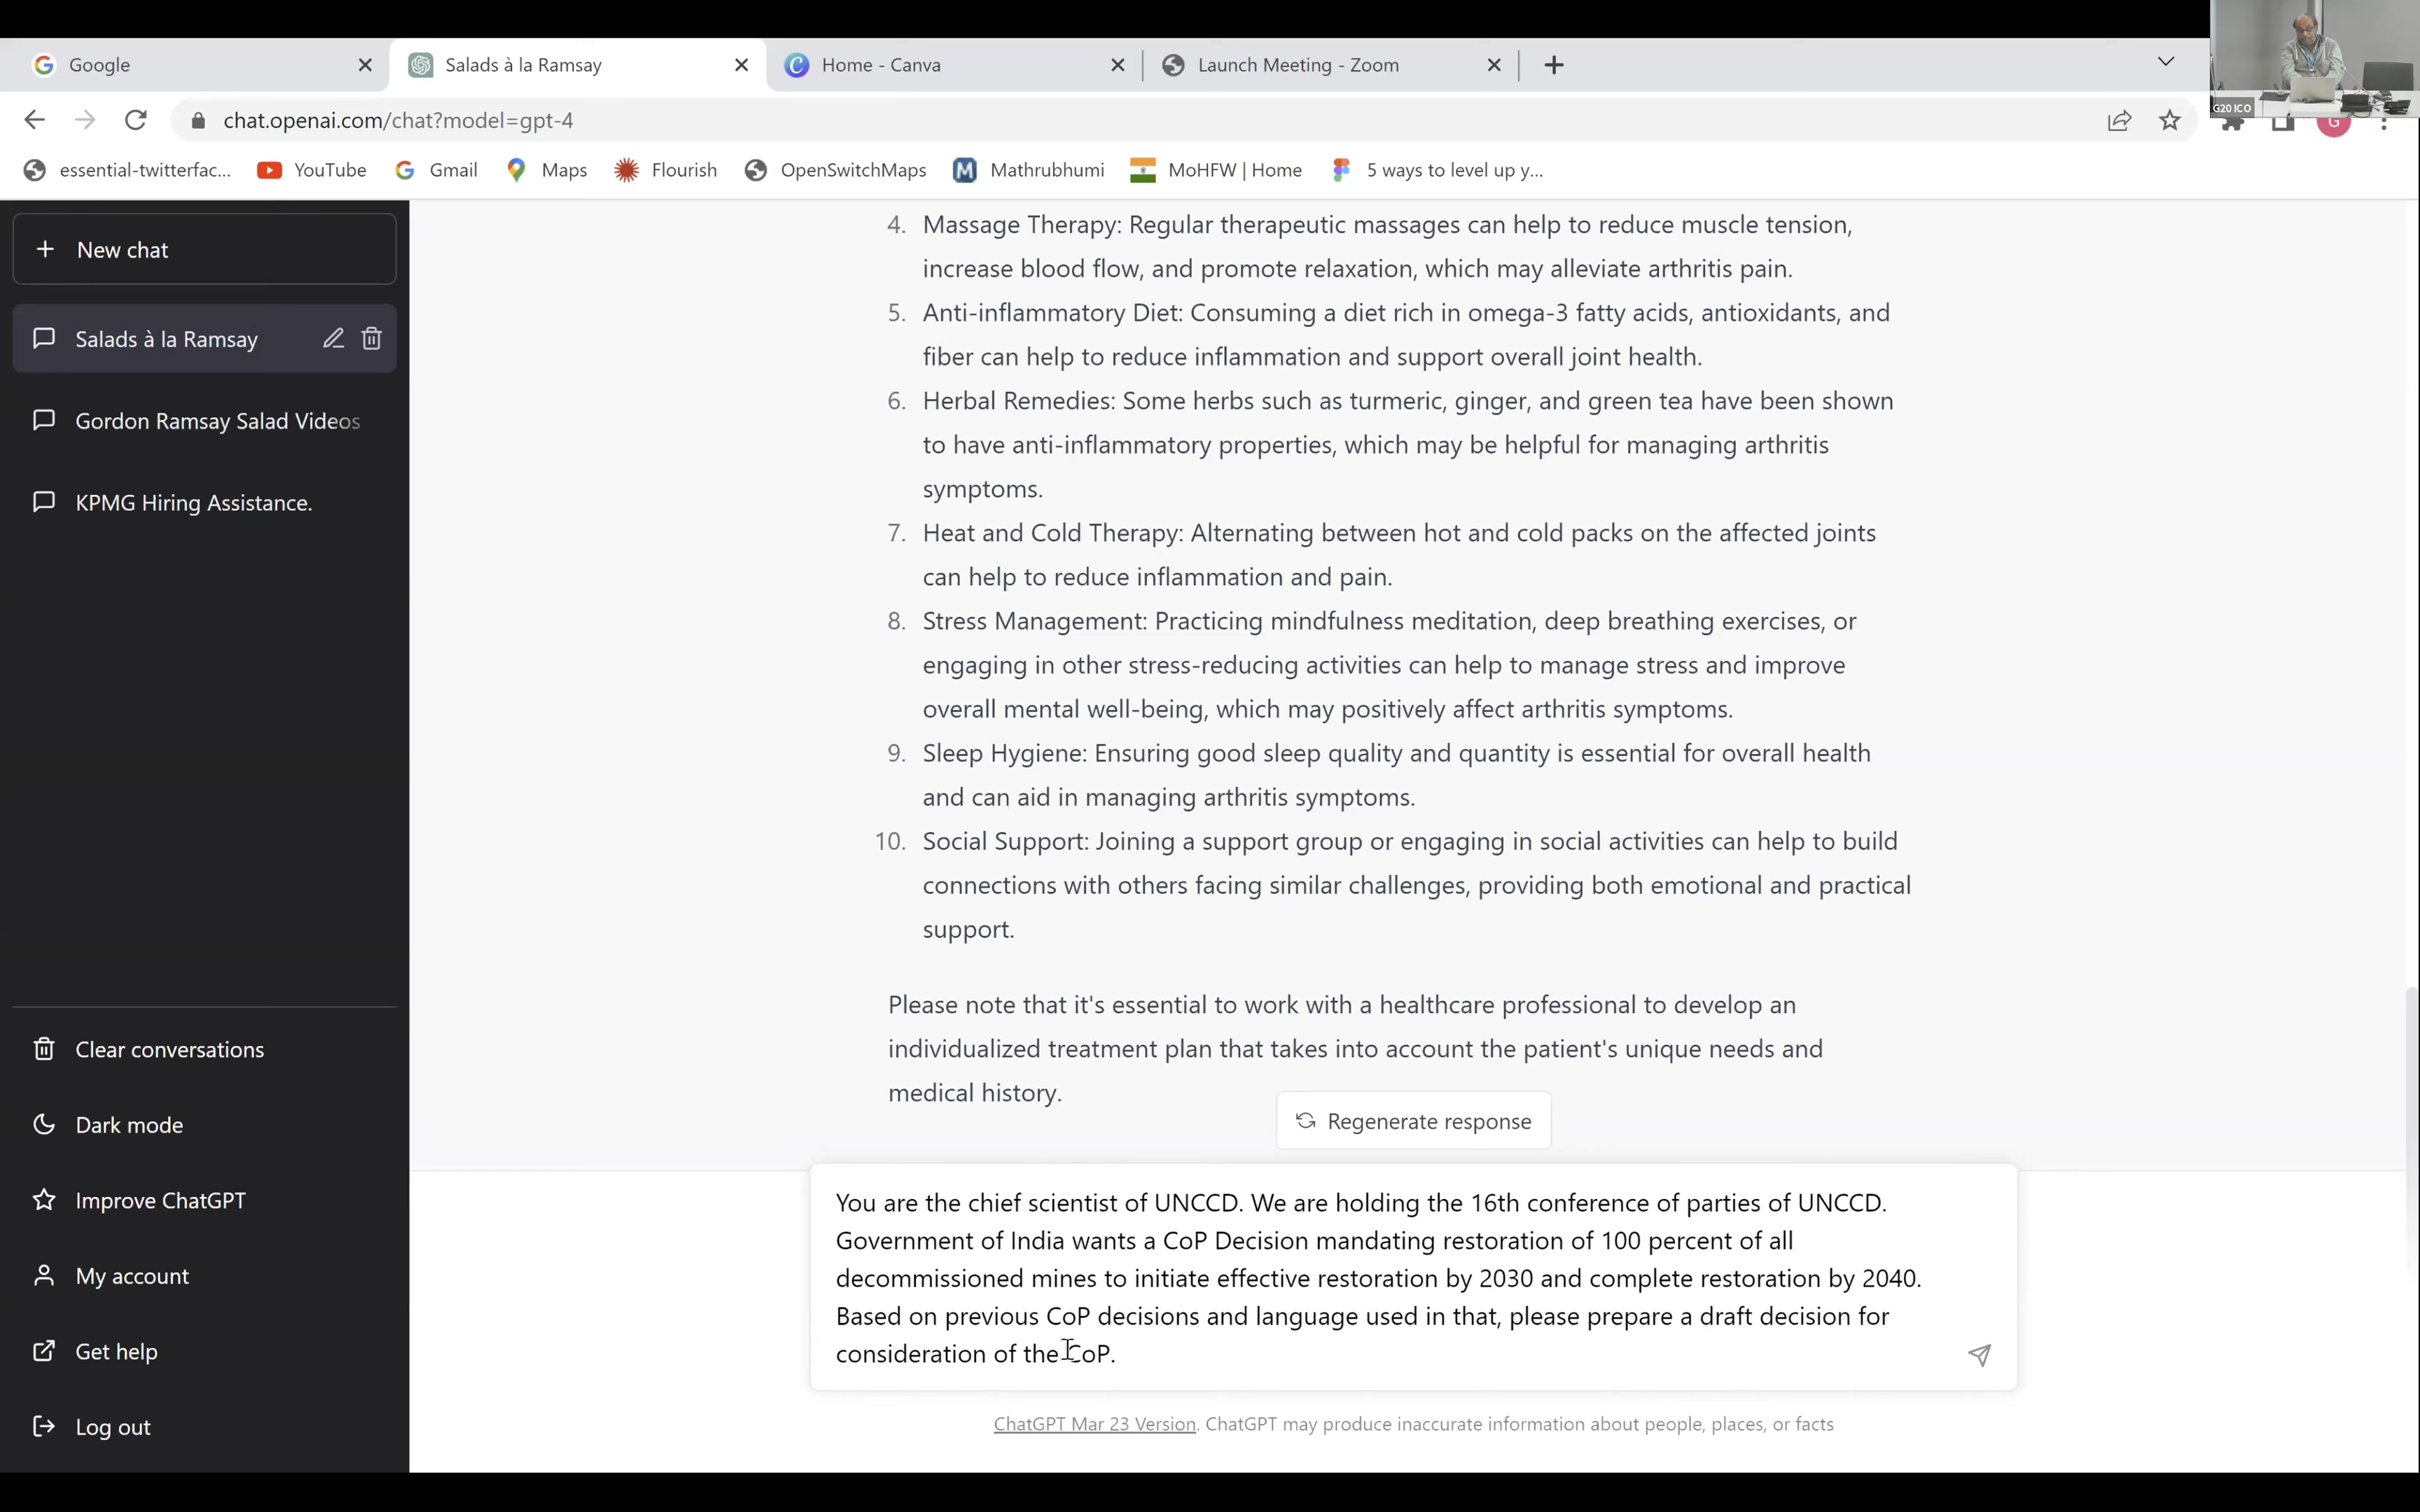 Google
Salads à la Ramsay
Home - Canva
Launch Meeting - Zoom
G20 ICO
chat.openai.com/chat?model=gpt-4
G
essential-twitterfac...
YouTube
Gmail
Maps
Flourish
OpenSwitchMaps
Mathrubhumi
MoHFW | Home
5 ways to level up y...
New chat
Salads à la Ramsay
Gordon Ramsay Salad Videos
KPMG Hiring Assistance.
Clear conversations
Dark mode
Improve ChatGPT
My account
Get help
Log out
4. Massage Therapy: Regular therapeutic massages can help to reduce muscle tension,
increase blood flow, and promote relaxation, which may alleviate arthritis pain.
5. Anti-inflammatory Diet: Consuming a diet rich in omega-3 fatty acids, antioxidants, and
fiber can help to reduce inflammation and support overall joint health.
6. Herbal Remedies: Some herbs such as turmeric, ginger, and green tea have been shown
to have anti-inflammatory properties, which may be helpful for managing arthritis
symptoms.
7. Heat and Cold Therapy: Alternating between hot and cold packs on the affected joints
can help to reduce inflammation and pain.
8. Stress Management: Practicing mindfulness meditation, deep breathing exercises, or
engaging in other stress-reducing activities can help to manage stress and improve
overall mental well-being, which may positively affect arthritis symptoms.
9. Sleep Hygiene: Ensuring good sleep quality and quantity is essential for overall health
and can aid in managing arthritis symptoms.
10. Social Support: Joining a support group or engaging in social activities can help to build
connections with others facing similar challenges, providing both emotional and practical
support.
Please note that it's essential to work with a healthcare professional to develop an
individualized treatment plan that takes into account the patient's unique needs and
medical history.
Regenerate response
You are the chief scientist of UNCCD. We are holding the 16th conference of parties of UNCCD.
Government of India wants a CoP Decision mandating restoration of 100 percent of all
decommissioned mines to initiate effective restoration by 2030 and complete restoration by 2040.
Based on previous CoP decisions and language used in that, please prepare a draft decision for
consideration of the CoP.
ChatGPT Mar 23 Version. ChatGPT may produce inaccurate information about people, places, or facts